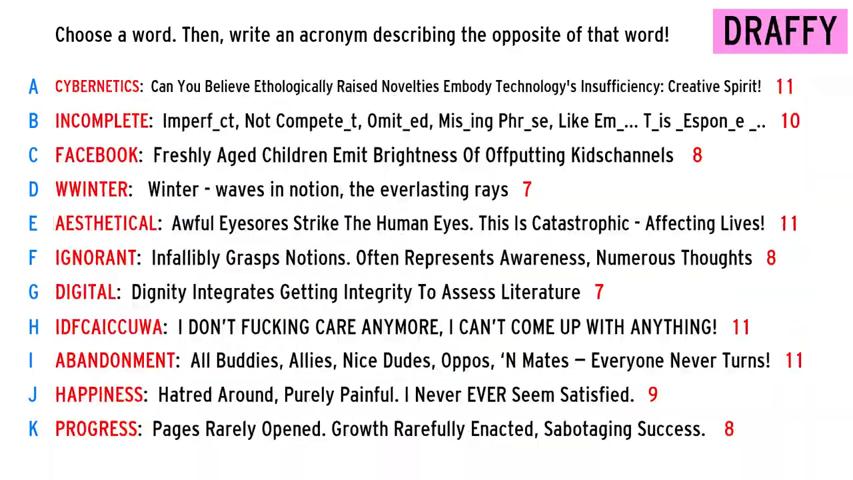 Choose a word. Then, write an acronym describing the opposite of that word!
DRAFFY
A CYBERNETICS: Can You Believe Ethologically Raised Novelties Embody Technology's Insufficiency: Creative Spirit! 11
B INCOMPLETE: Imperf_ct, Not Compete_t, Omit_ed, Mis_ing Phr_se, Like Em_... T_is _Espon_e _.. 10
C FACEBOOK: Freshly Aged Children Emit Brightness Of Offputting Kidschannels 8
D WWINTER: Winter - waves in notion, the everlasting rays 7
E AESTHETICAL: Awful Eyesores Strike The Human Eyes. This Is Catastrophic - Affecting Lives! 11
F IGNORANT: Infallibly Grasps Notions. Often Represents Awareness, Numerous Thoughts 8
G DIGITAL: Dignity Integrates Getting Integrity To Assess Literature 7
H IDFCAICCUWA: I DON'T FUCKING CARE ANYMORE, I CAN'T COME UP WITH ANYTHING! 11
I ABANDONMENT: All Buddies, Allies, Nice Dudes, Oppos, 'N Mates – Everyone Never Turns! 11
J HAPPINESS: Hatred Around, Purely Painful. I Never EVER Seem Satisfied. 9
K PROGRESS: Pages Rarely Opened. Growth Rarefully Enacted, Sabotaging Success. 8